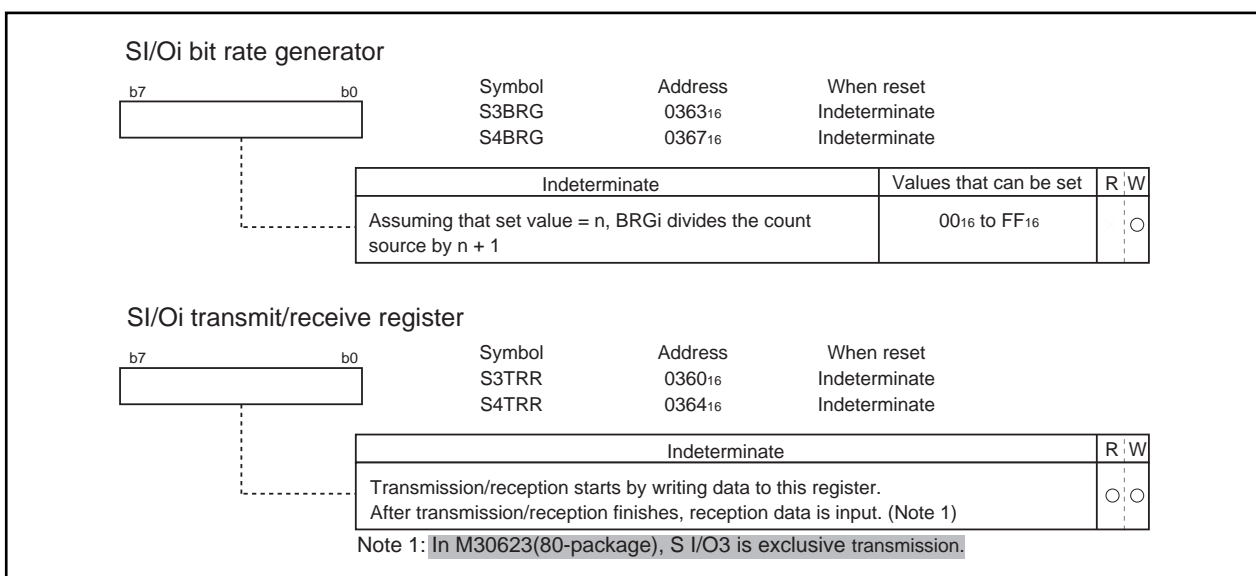 SI/Oi bit rate generator
b7 b0
Symbol Address When reset
S3BRG 036316 Indeterminate
S4BRG 036716 Indeterminate
Indeterminate Values that can be set R W
Assuming that set value = n, BRGi divides the count
source by n + 1
0016 to FF16
SI/Oi transmit/receive register
b7 b0
Symbol Address When reset
S3TRR 036016 Indeterminate
S4TRR 036416 Indeterminate
Indeterminate R W
Transmission/reception starts by writing data to this register.
After transmission/reception finishes, reception data is input. (Note 1)
Note 1: In M30623(80-package), S I/O3 is exclusive transmission.